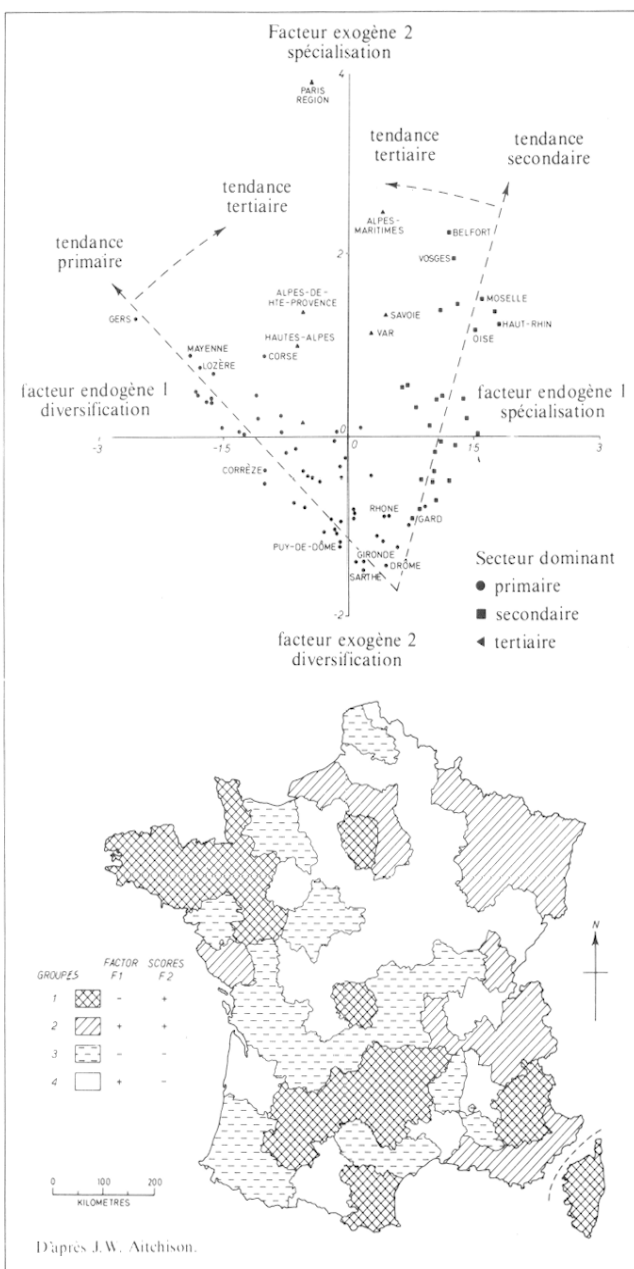 Facteur exogène 2
spécialisation
4
PARIS
REGION
tendance
tertiaire
tendance
secondaire
tendance
tertiaire
ALPES-
MARITIMES
BELFORT
2
VOSGES
tendance
primaire
ALPES-DE-
HTE-PROVENCE
MOSELLE
GERS
SAVOIE
HAUT-RHIN
HAUTES-ALPES
VAR
OISE
MAYENNE
CORSE
LOZÈRE
facteur endogène 1
diversification
facteur endogène 1
spécialisation
0
-3
-1·5
0
1·5
3
CORRÈZE
RHONE
GARD
PUY-DE-DÔME
GIRONDE
DRÔME
SARTHE
Secteur dominant
primaire
secondaire
tertiaire
-2
facteur exogène 2
diversification
N
GROUPES FACTOR SCORES
F1 F2
1 - +
2 + +
3 - -
4 + -
0 100 200
KILOMETRES
D'après J.W. Aitchison.